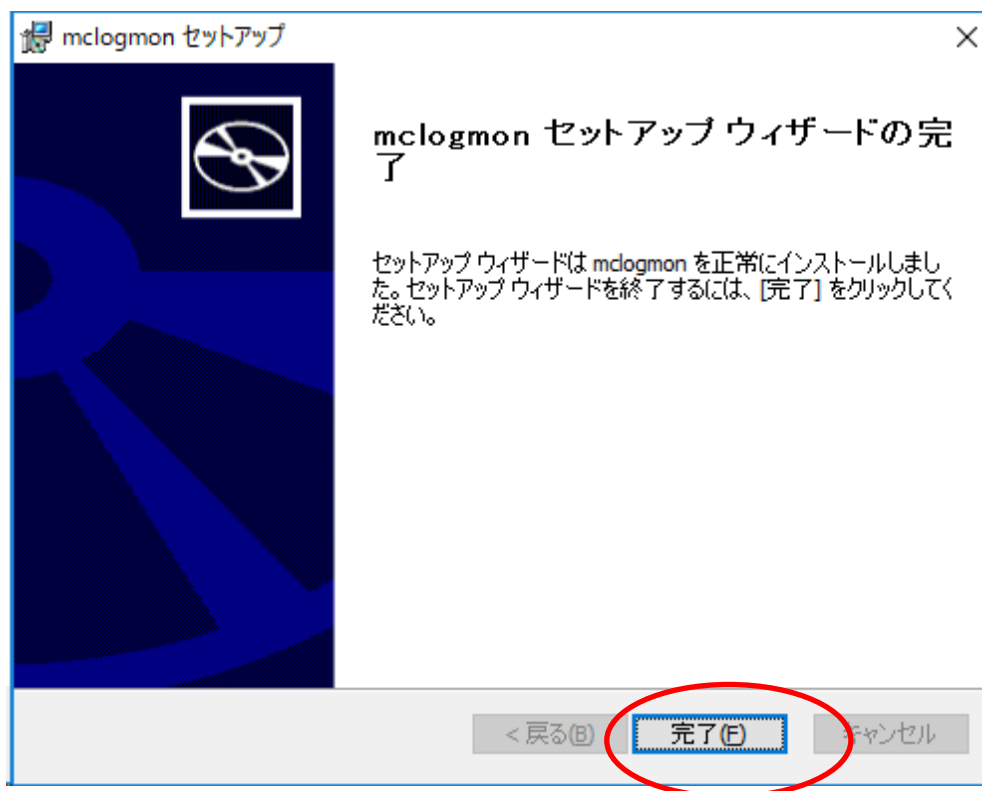 mclogmon セットアップ
mclogmon セットアップ ウィザードの完
了
セットアップ ウィザードは mclogmon を正常にインストールしまし
た。セットアップ ウィザードを終了するには、[完了] をクリックしてく
ださい。
< 戻る(B) 完了(F) キャンセル